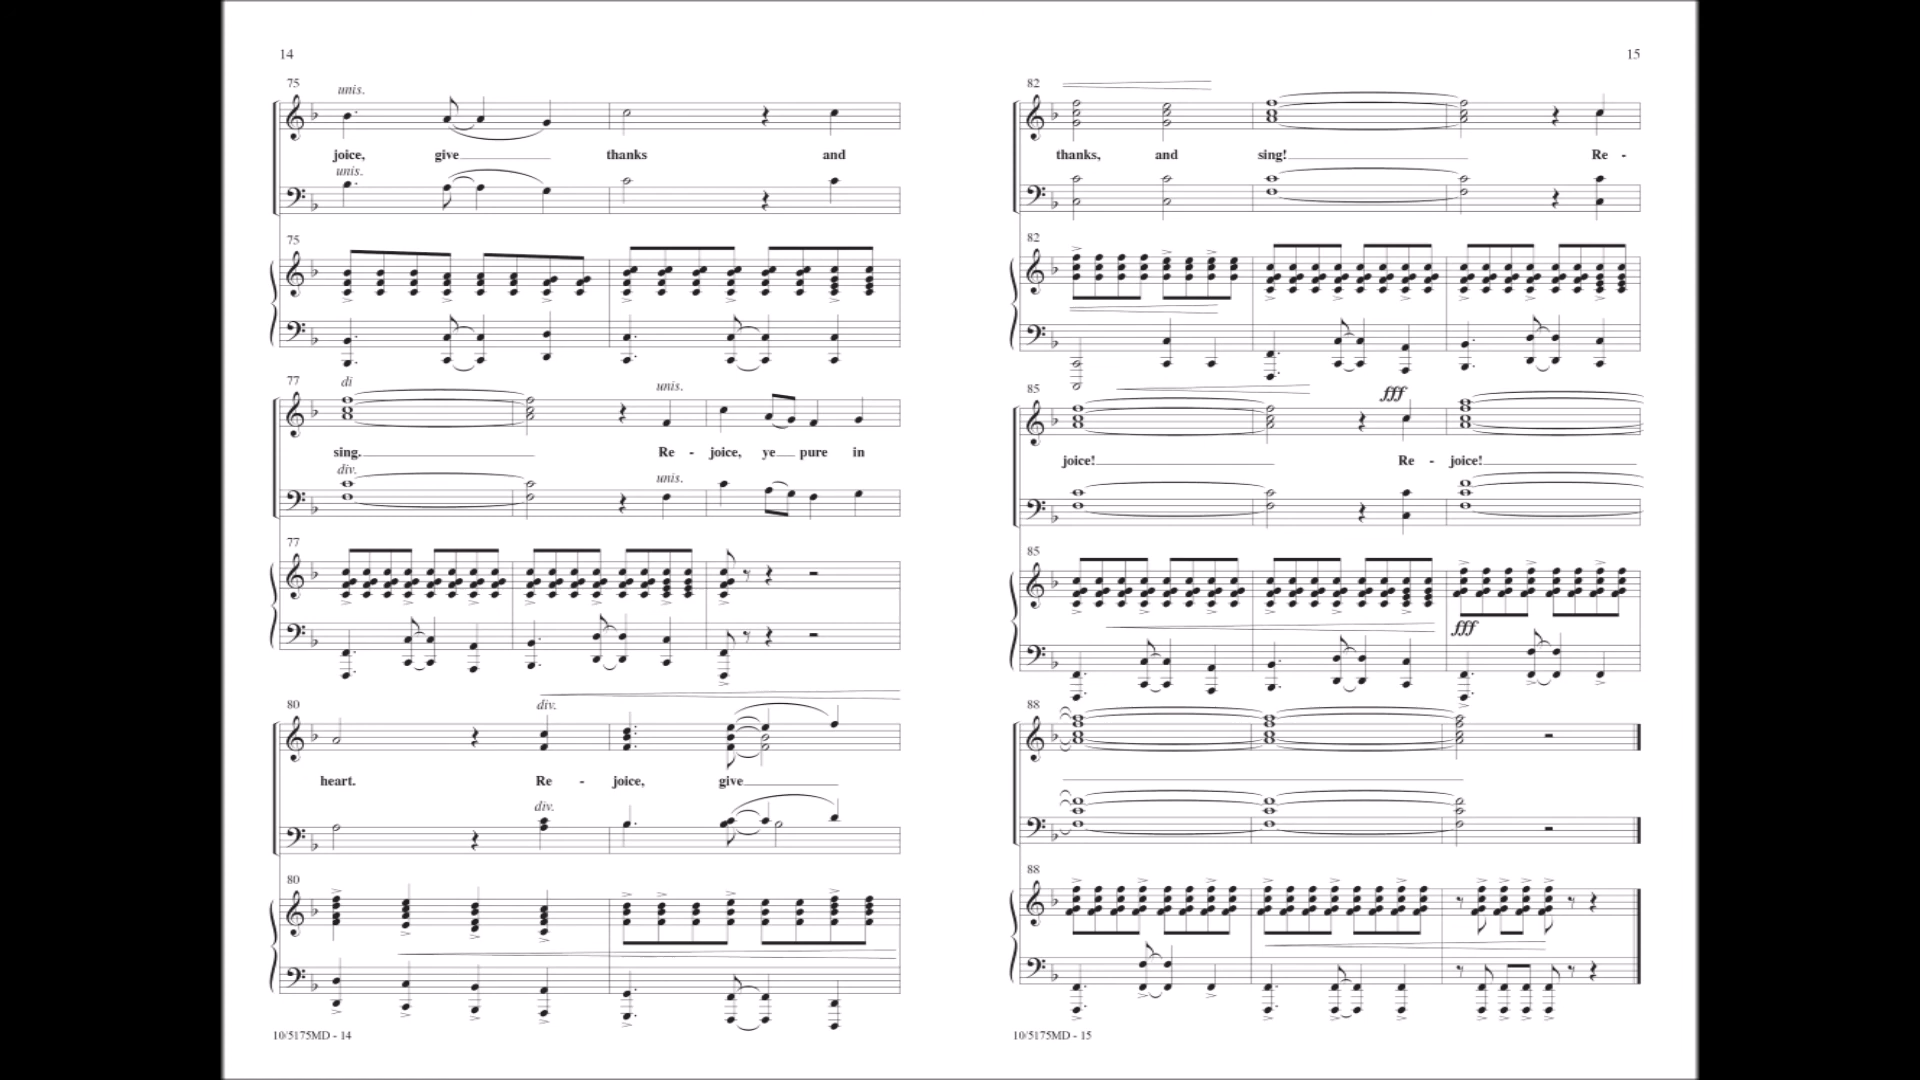 14
75
unis.
joice, give thanks and
unis.
75
77
di
unis.
sing. Re - joice, ye pure in
div.
unis.
77
80
div.
heart. Re - joice, give
div.
80
10/5175MD - 14
15
82
thanks, and sing! Re -
82
85
fff
joice! Re - joice!
85
fff
88
88
10/5175MD - 15